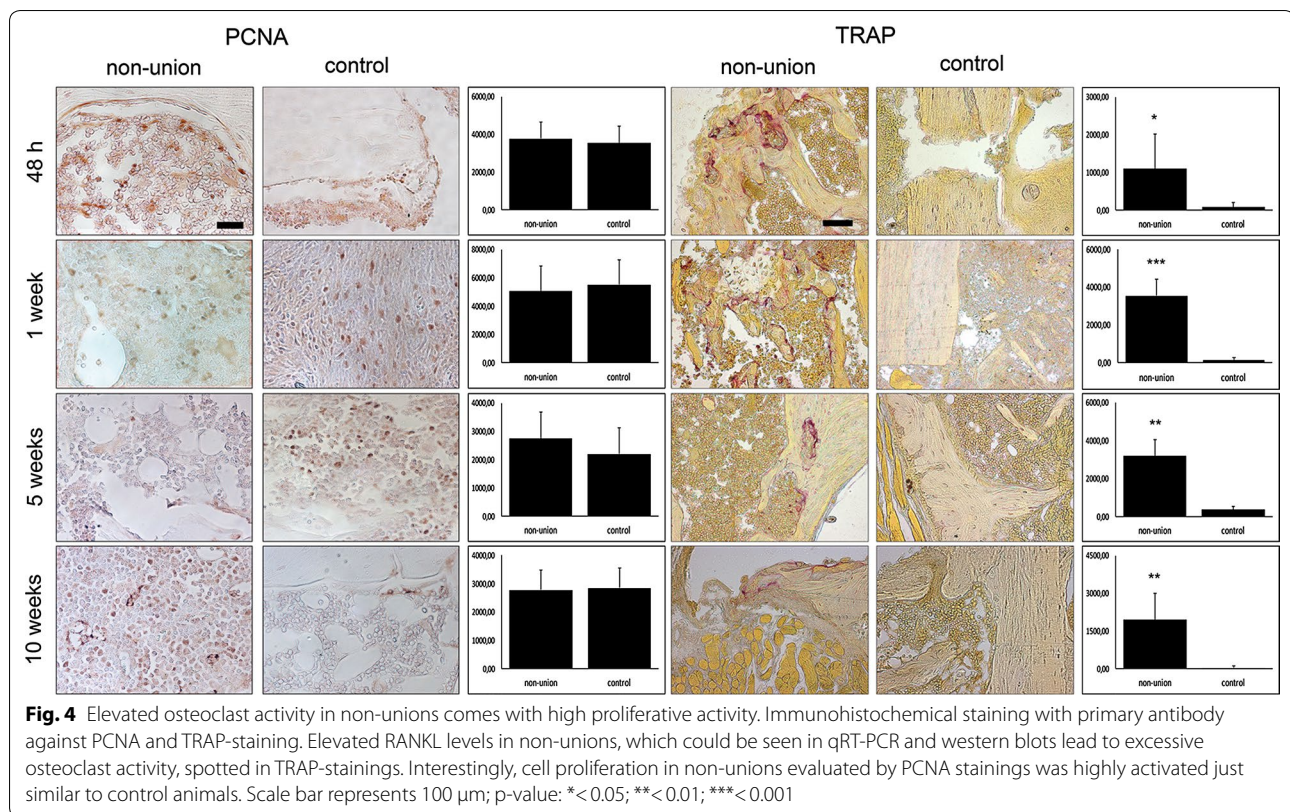 PCNA
TRAP
non-union
control
non-union
control
48 h
6000,00
4000,00
2000,00
0,00
non-union
control
3000,00
2000,00
1000,00
0,00
*
non-union
control
1 week
8000,00
6000,00
4000,00
2000,00
0,00
non-union
control
6000,00
4000,00
2000,00
0,00
***
non-union
control
5 weeks
4000,00
3000,00
2000,00
1000,00
0,00
non-union
control
6000,00
4000,00
2000,00
0,00
**
non-union
control
10 weeks
4000,00
3000,00
2000,00
1000,00
0,00
non-union
control
4500,00
3000,00
1500,00
0,00
**
non-union
control
Fig. 4 Elevated osteoclast activity in non-unions comes with high proliferative activity. Immunohistochemical staining with primary antibody
against PCNA and TRAP-staining. Elevated RANKL levels in non-unions, which could be seen in qRT-PCR and western blots lead to excessive
osteoclast activity, spotted in TRAP-stainings. Interestingly, cell proliferation in non-unions evaluated by PCNA stainings was highly activated just
similar to control animals. Scale bar represents 100 μm; p-value: *< 0.05; **< 0.01; ***< 0.001